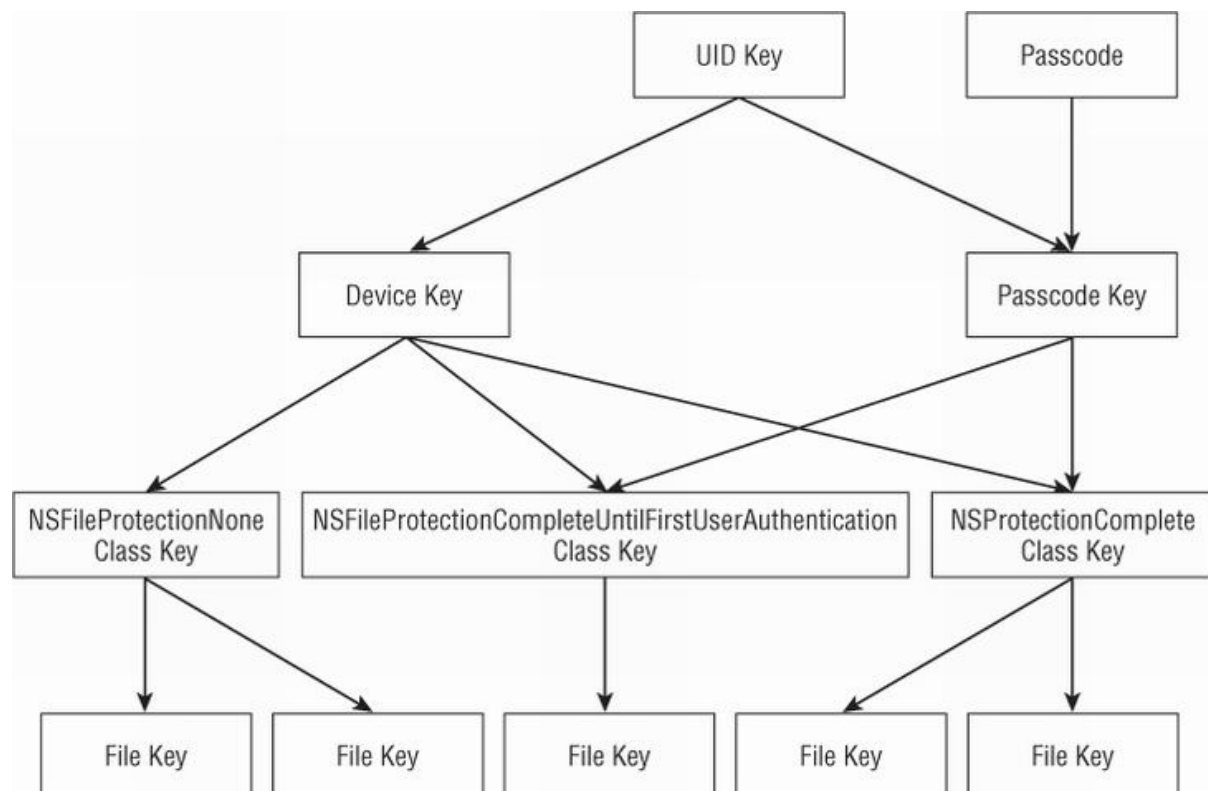 UID Key
Passcode
Device Key
Passcode Key
NSFileProtectionNone
Class Key
NSFileProtectionCompleteUntilFirstUserAuthentication
Class Key
NSProtectionComplete
Class Key
File Key
File Key
File Key
File Key
File Key